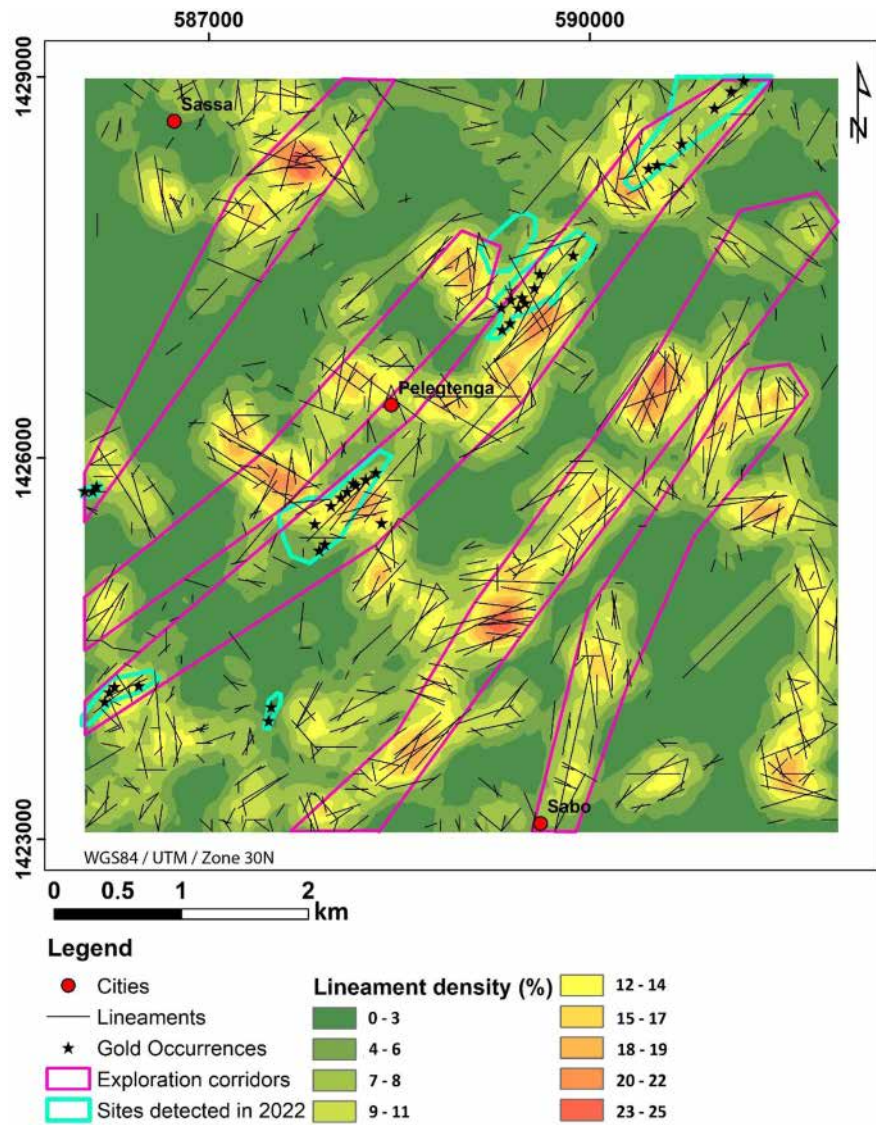 587000 590000
1429000
Sassa
N
Pelegtenga
1426000
Sabo
1423000
WGS84 / UTM / Zone 30N
0 0.5 1 2
km
Legend
Cities
Lineaments
Gold Occurrences
Exploration corridors
Sites detected in 2022
Lineament density (%)
0 - 3
4 - 6
7 - 8
9 - 11
12 - 14
15 - 17
18 - 19
20 - 22
23 - 25